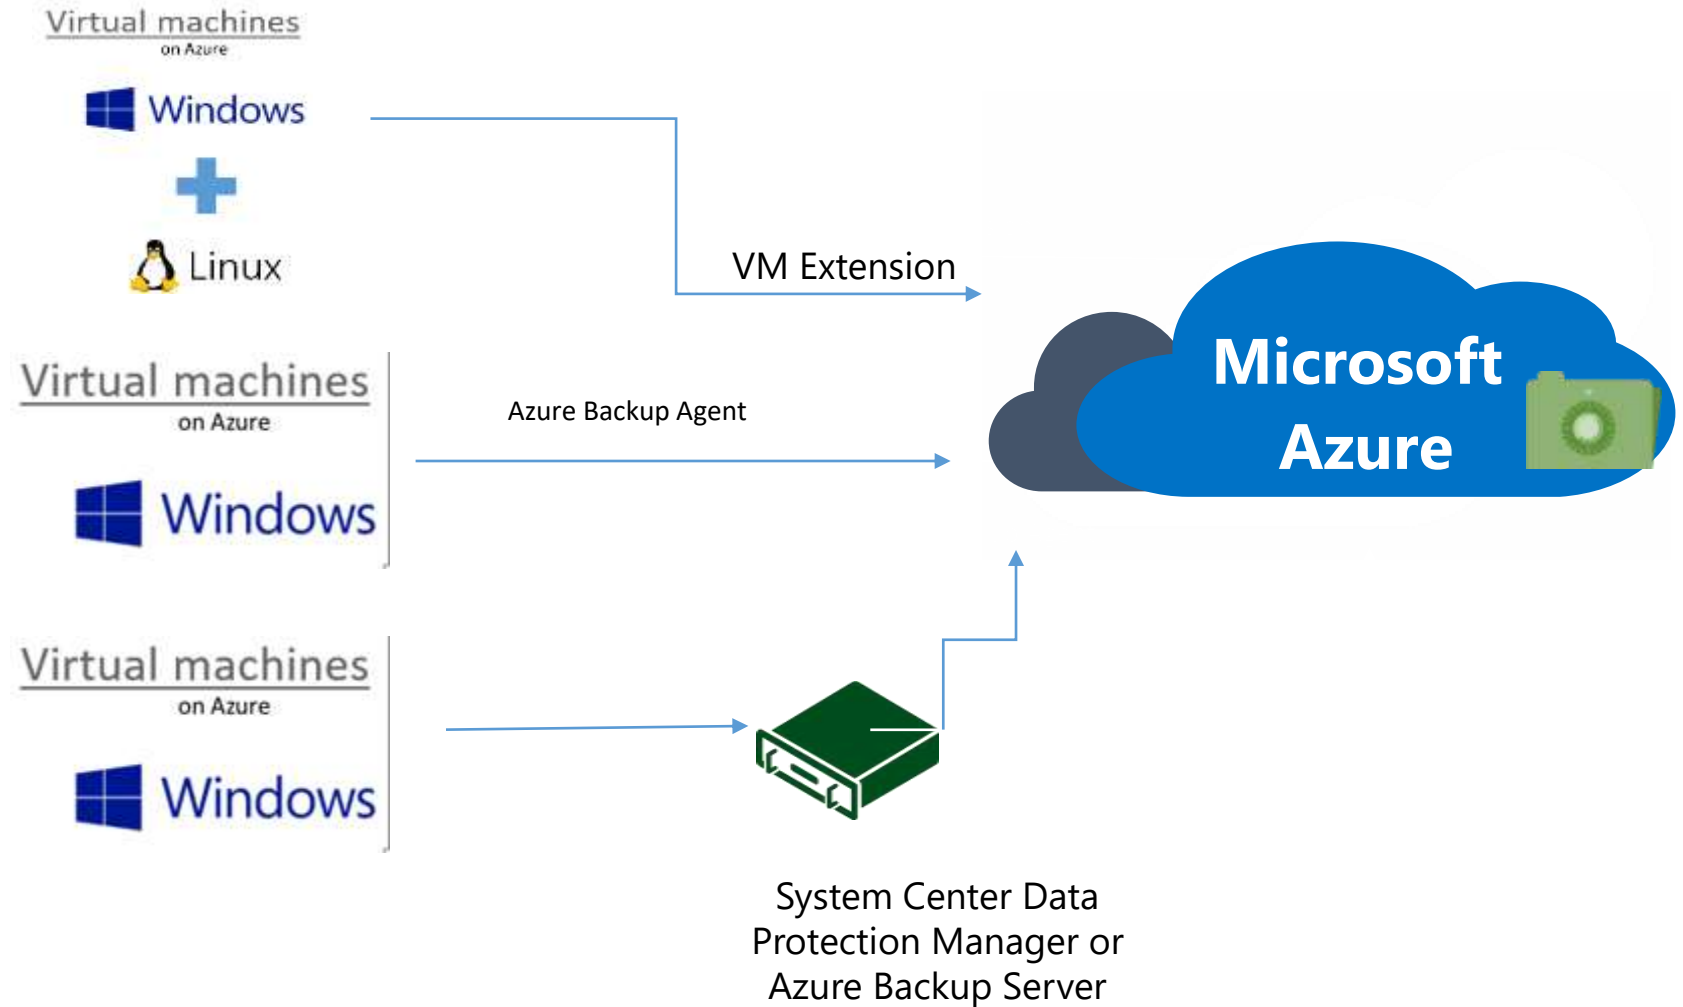 Virtual machines
on Azure
Windows
Linux
VM Extension
Virtual machines
on Azure
Windows
Azure Backup Agent
Microsoft
Azure
Virtual machines
on Azure
Windows
System Center Data
Protection Manager or
Azure Backup Server